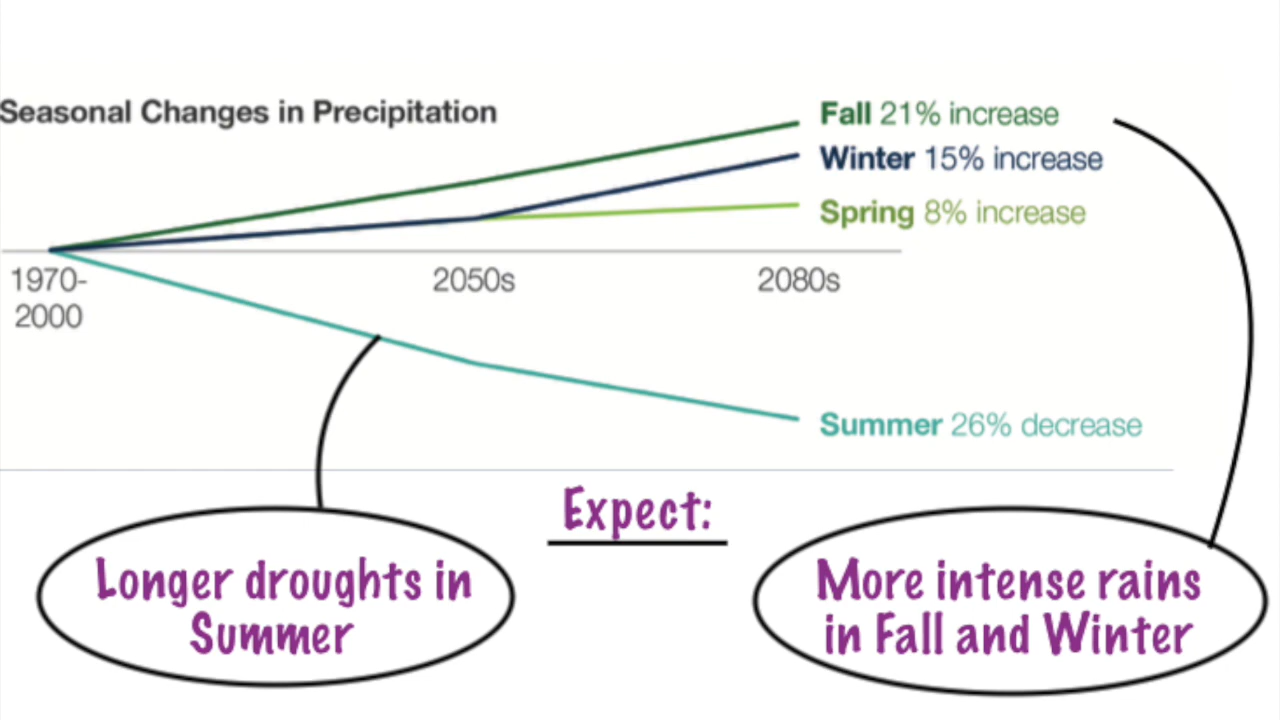 Seasonal Changes in Precipitation
Fall 21% increase
Winter 15% increase
Spring 8% increase
1970-
2000
2050s
2080s
Summer 26% decrease
Expect:
Longer droughts in
Summer
More intense rains
in Fall and Winter